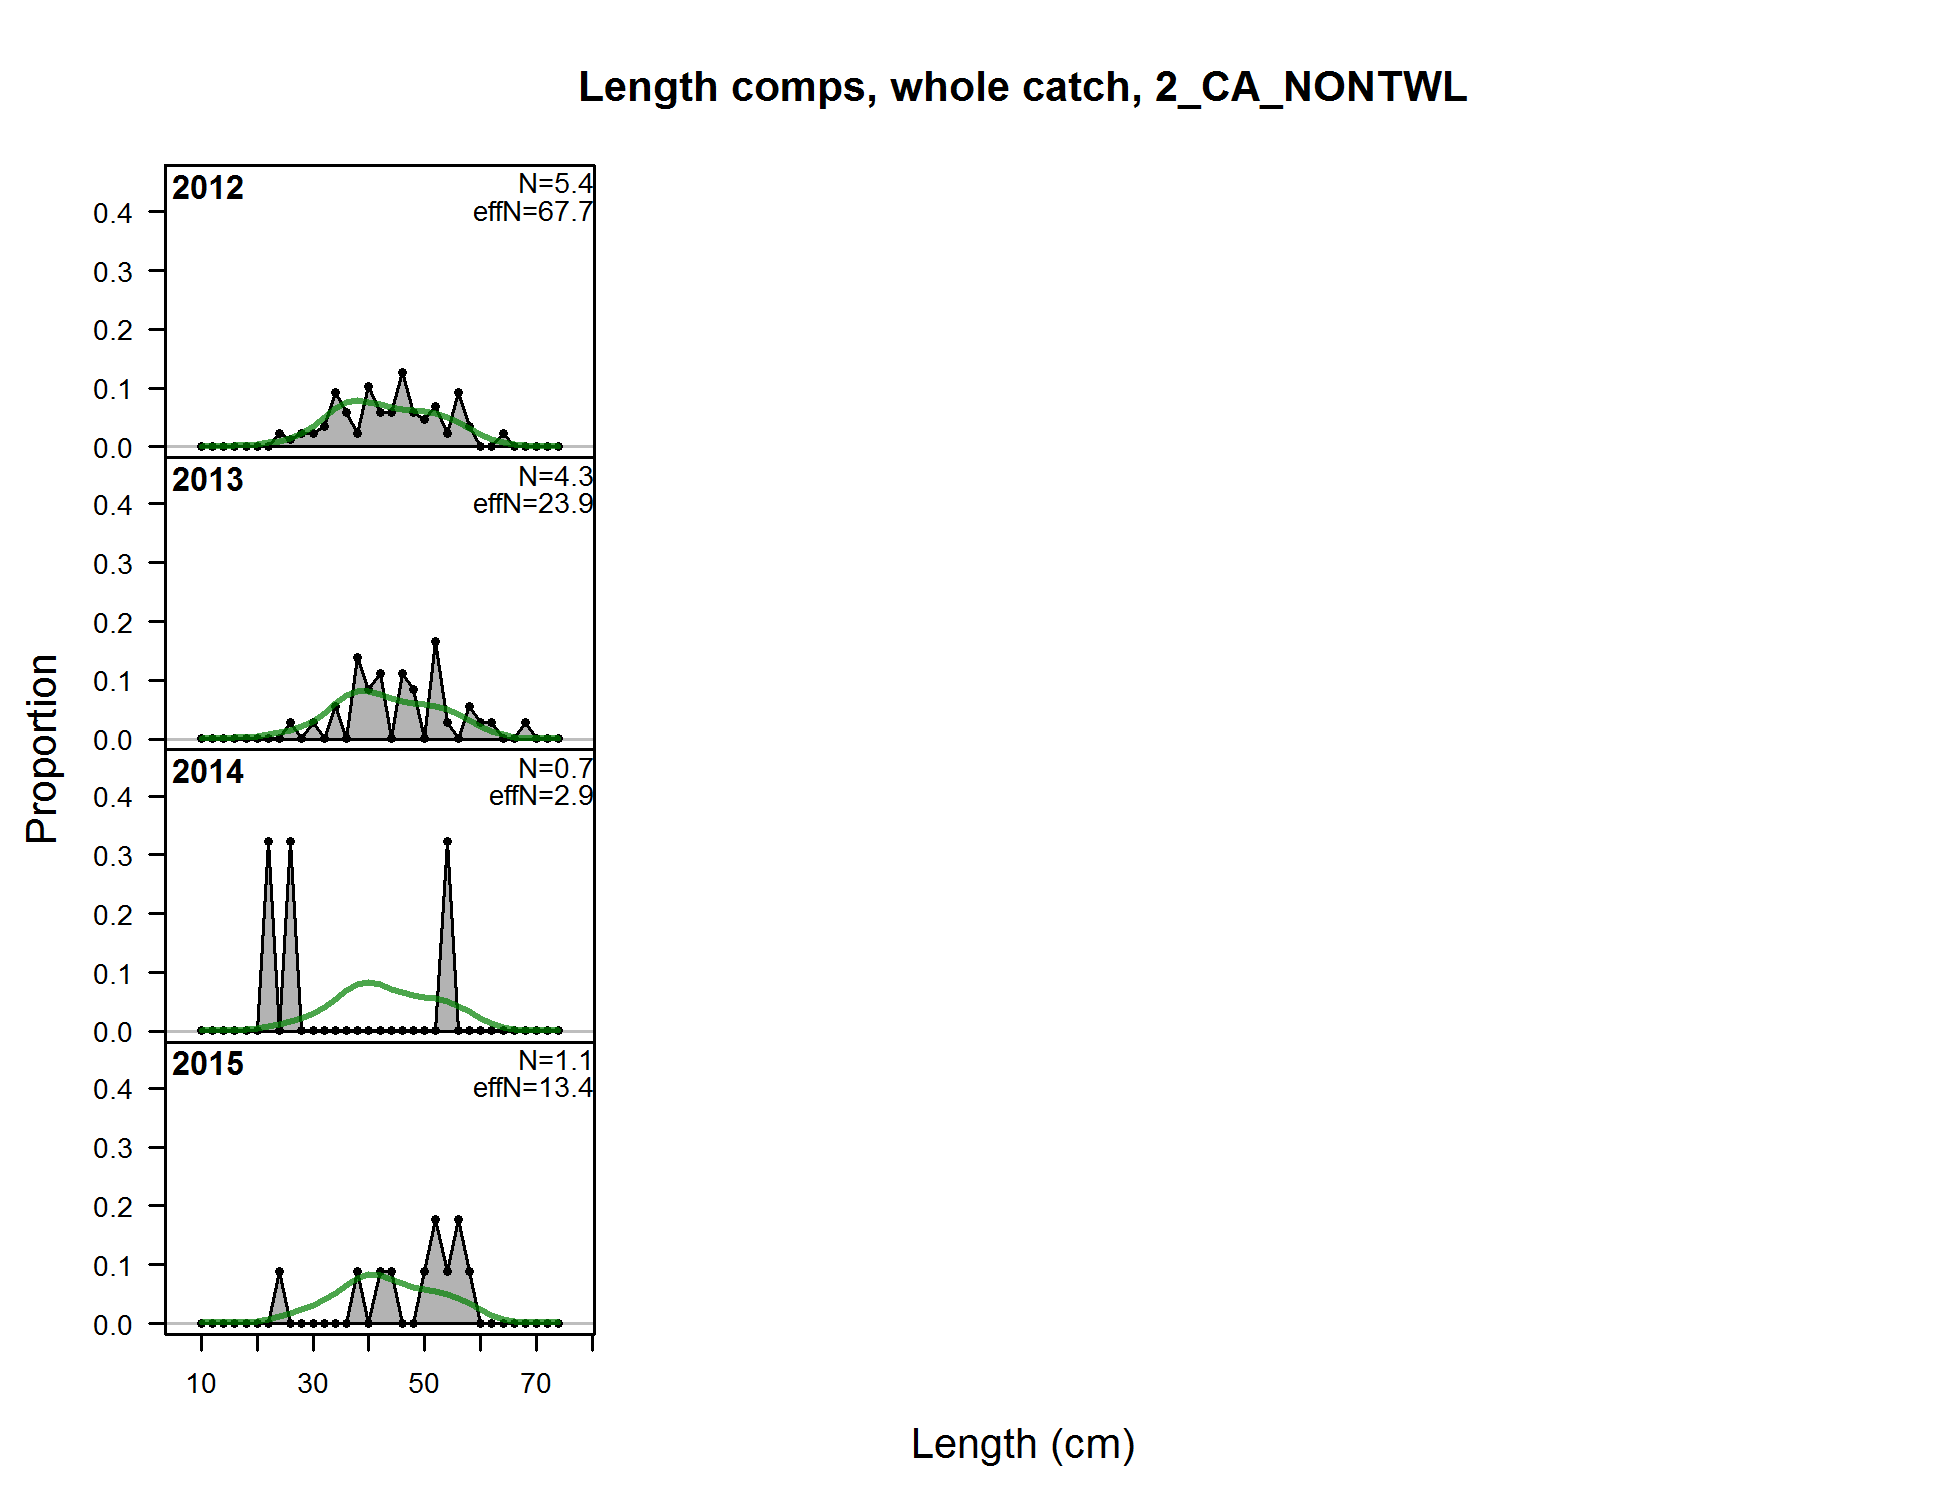 Length comps, whole catch, 2_CA_NONTWL
2012
N=5.4
effN=67.7
0.4
0.3
0.2
0.1
0.0
2013
N=4.3
effN=23.9
0.4
0.3
0.2
0.1
0.0
2014
N=0.7
effN=2.9
0.4
0.3
0.2
0.1
0.0
2015
N=1.1
effN=13.4
0.4
0.3
0.2
0.1
0.0
10 30 50 70
Proportion
Length (cm)